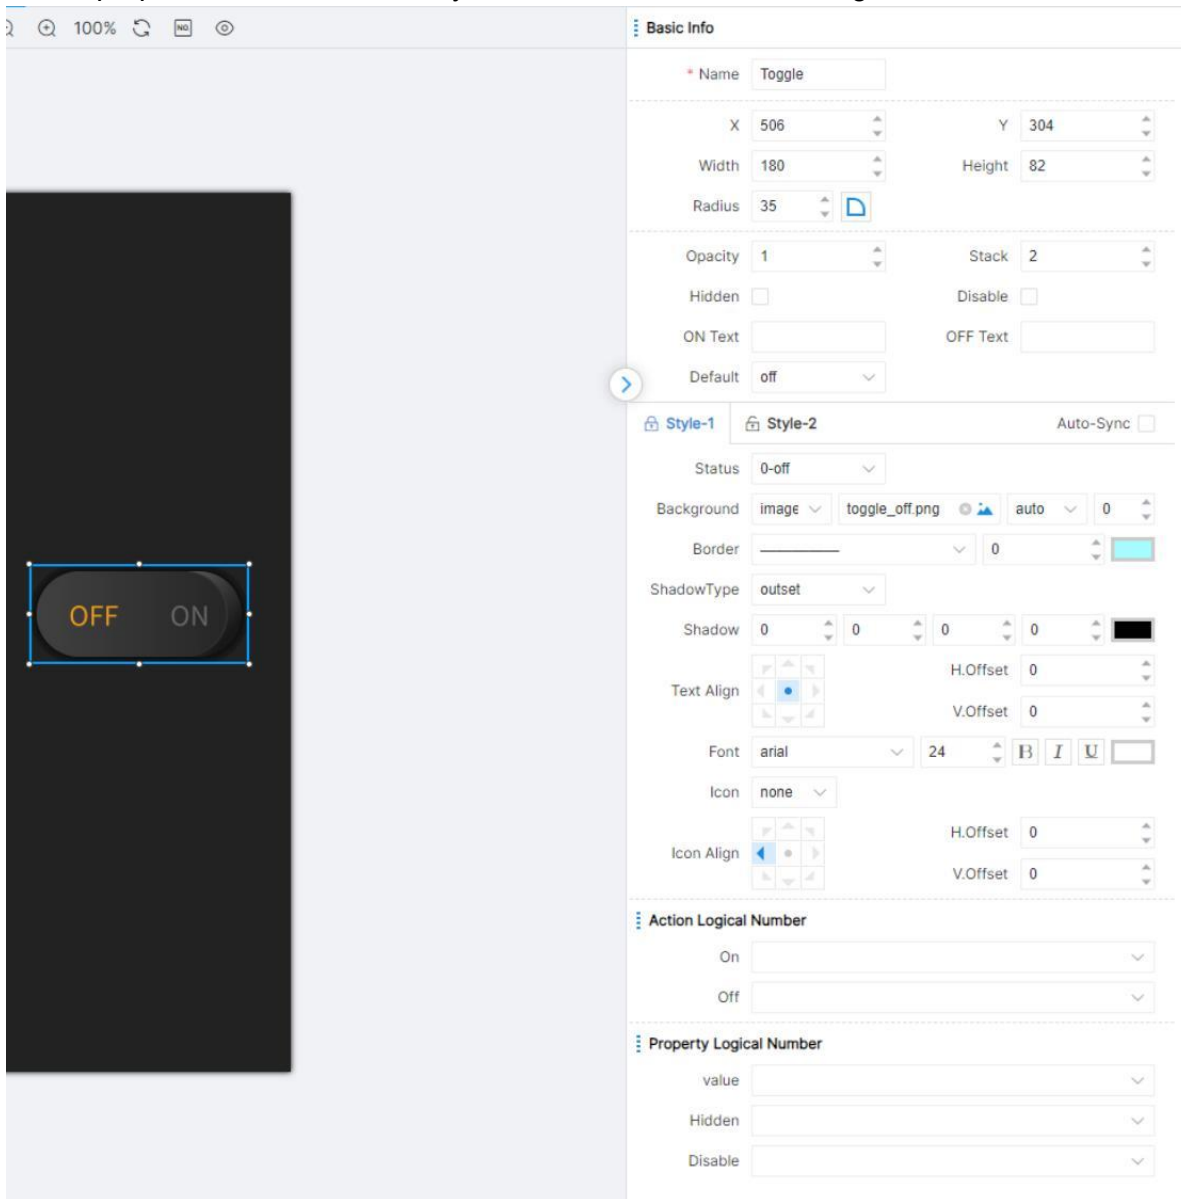 100% NO.
Basic Info
* Name Toggle
X 506 Y 304
Width 180 Height 82
Radius 35
Opacity 1 Stack 2
Hidden Disable
ON Text OFF Text
Default off
Style-1 Style-2 Auto-Sync
Status 0-off
Background image toggle_off.png auto 0
Border 0
ShadowType outset
OFF ON
Shadow 0 0 0 0
Text Align H.Offset 0
V.Offset 0
Font arial 24 B I U
Icon none
Icon Align H.Offset 0
V.Offset 0
Action Logical Number
On
Off
Property Logical Number
value
Hidden
Disable